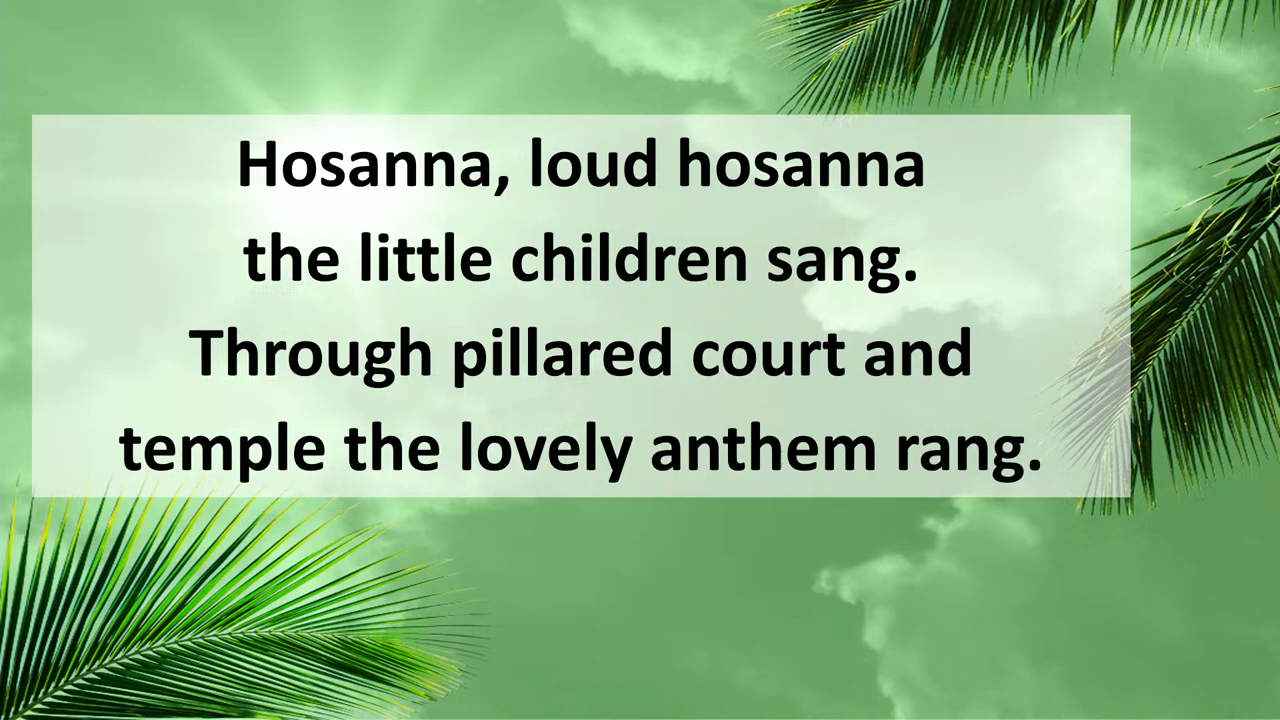 Hosanna, loud hosanna
the little children sang.
Through pillared court and
temple the lovely anthem rang.